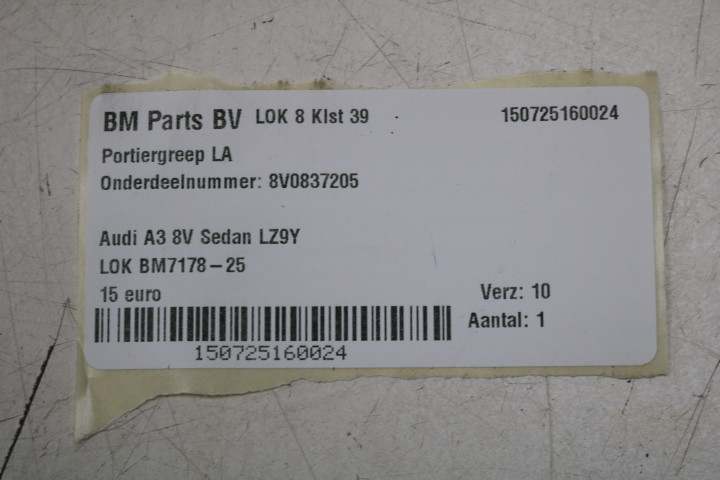 BM Parts BV LOK 8 Klst 39 150725160024
Portiergreep LA
Onderdeelnummer: 8V0837205
Audi A3 8V Sedan LZ9Y
LOK BM7178-25
15 euro Verz: 10
Aantal: 1
150725160024